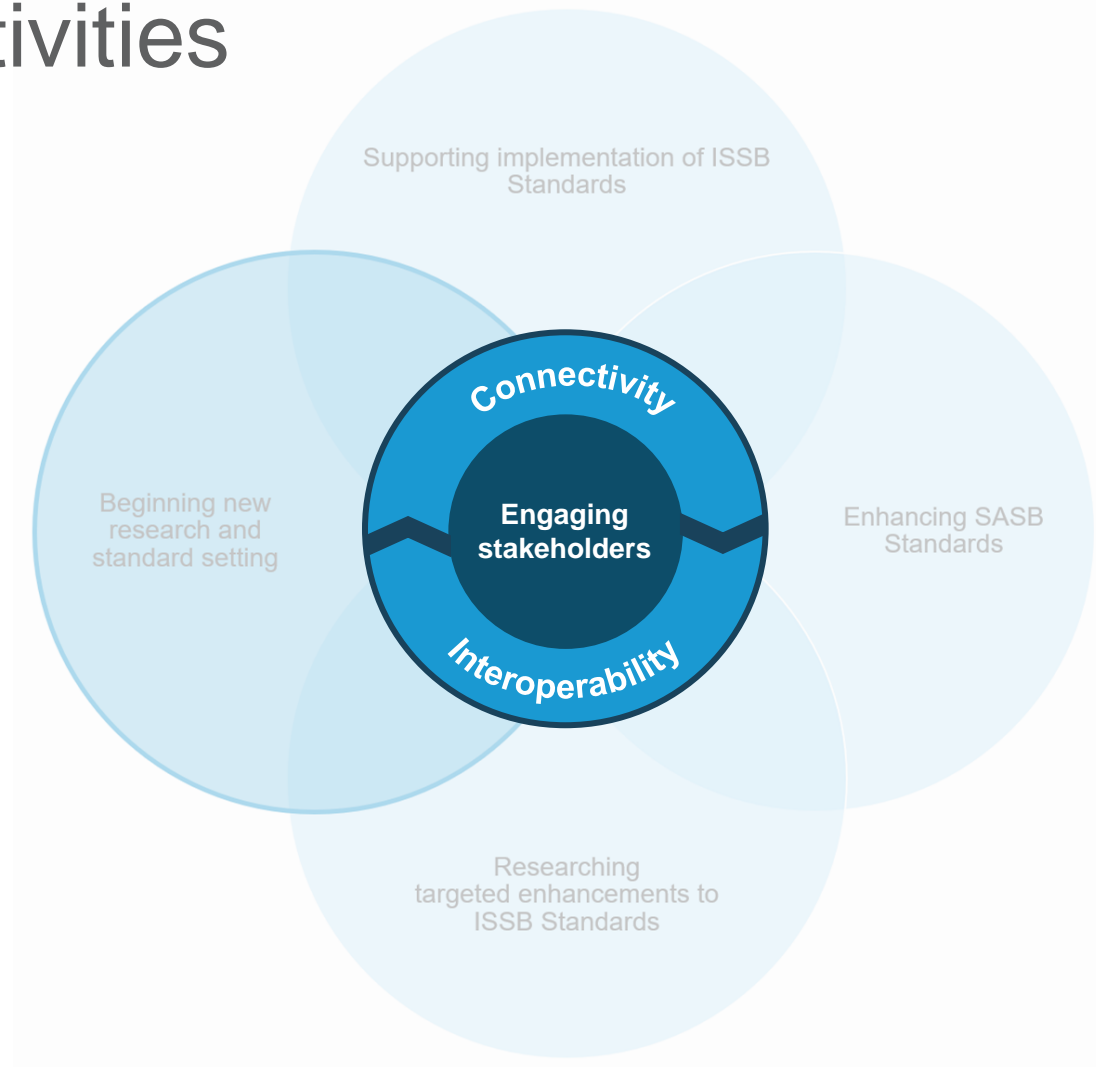 tivities
Supporting implementation of ISSB
Standards
Connectivity
Beginning new
research and
standard setting
Engaging
stakeholders
Enhancing SASB
Standards
Interoperability
Researching
targeted enhancements to
ISSB Standards